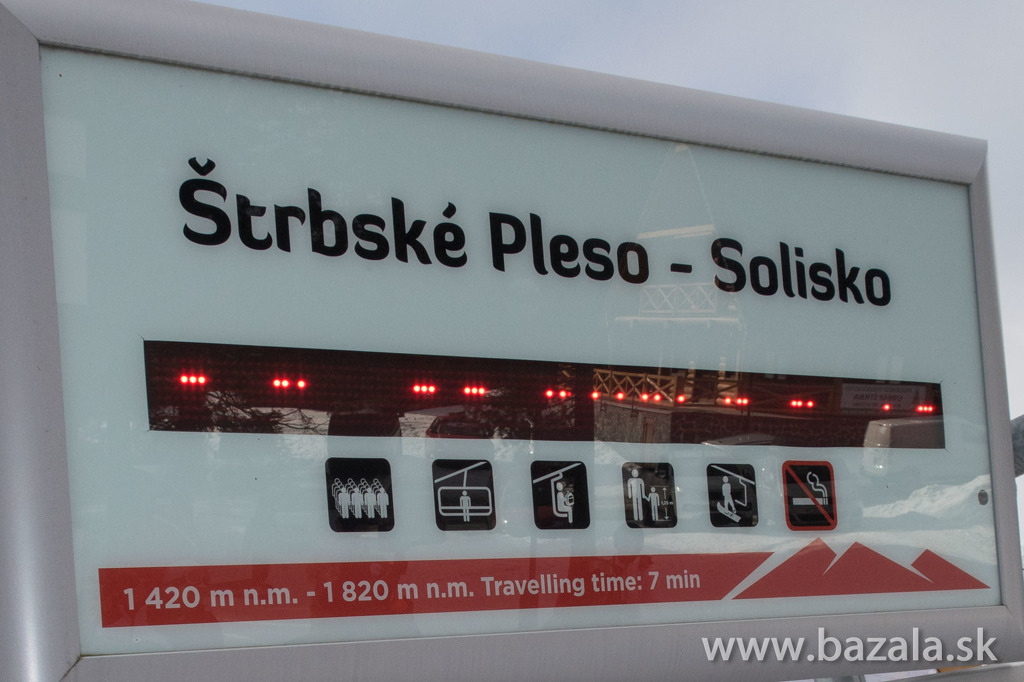 Štrbské Pleso - Solisko
1 420 m n.m. - 1 820 m n.m. Travelling time: 7 min
www.bazala.sk